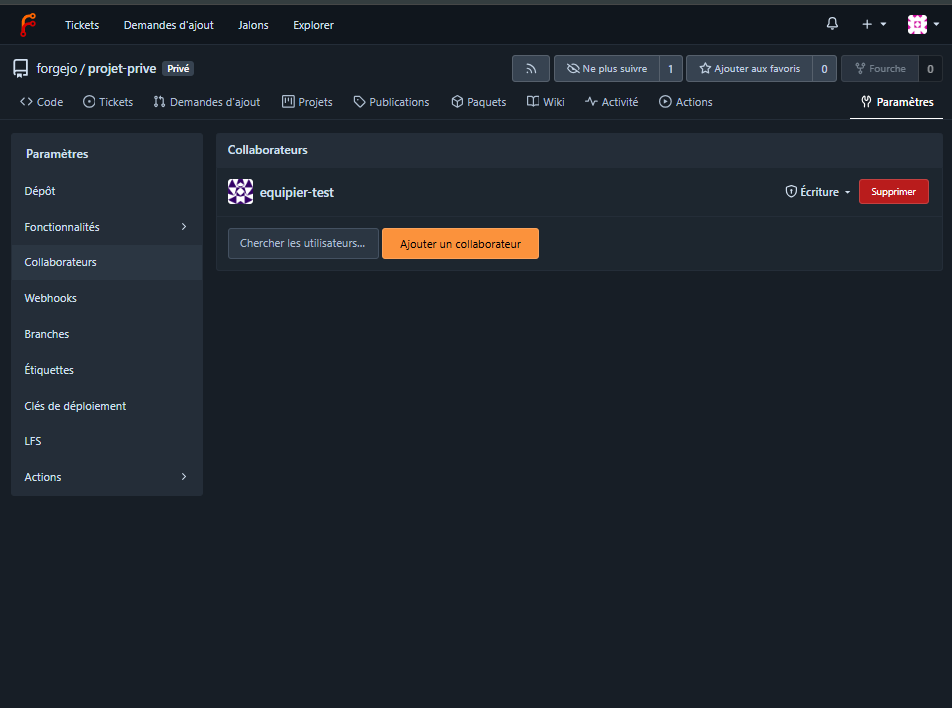 Tickets Demandes d'ajout Jalons Explorer
forgejo / projet-prive Privé Ne plus suivre 1 Ajouter aux favoris 0 Fourche 0
Code Tickets Demandes d'ajout Projets Publications Paquets Wiki Activité Actions Paramètres
Paramètres
Dépôt
Fonctionnalités
Collaborateurs
Webhooks
Branches
Étiquettes
Clés de déploiement
LFS
Actions
Collaborateurs
equipier-test Écriture Supprimer
Chercher les utilisateurs... Ajouter un collaborateur